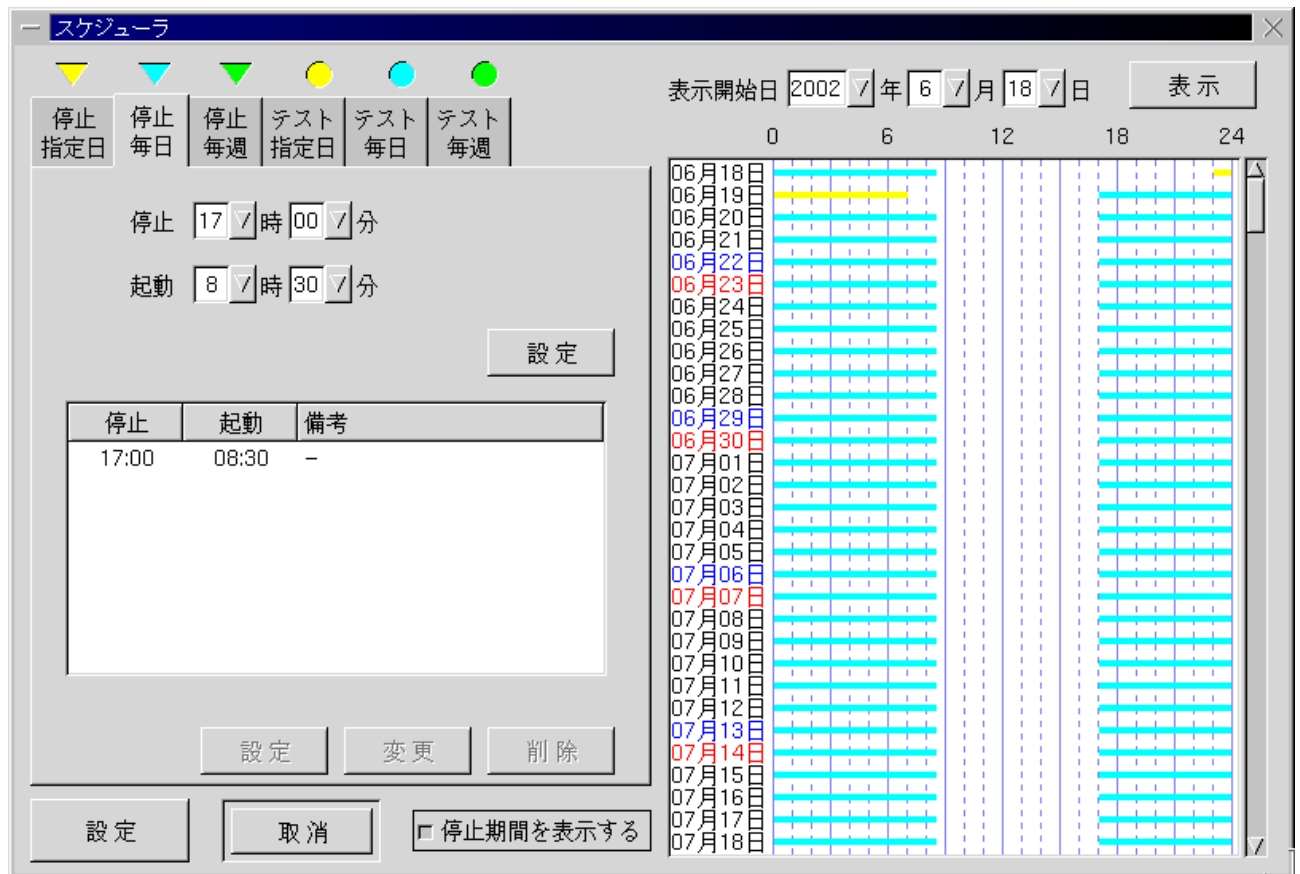 スケジューラ
停止
指定日
停止
毎日
停止
毎週
テスト
指定日
テスト
毎日
テスト
毎週
停止 17 時 00 分
起動 8 時 30 分
設定
停止 起動 備考
17:00 08:30 –
設定 変更 削除
設定 取消 停止期間を表示する
表示開始日 2002 年 6 月 18 日 表示
0 6 12 18 24
06月18日
06月19日
06月20日
06月21日
06月22日
06月23日
06月24日
06月25日
06月26日
06月27日
06月28日
06月29日
06月30日
07月01日
07月02日
07月03日
07月04日
07月05日
07月06日
07月07日
07月08日
07月09日
07月10日
07月11日
07月12日
07月13日
07月14日
07月15日
07月16日
07月17日
07月18日